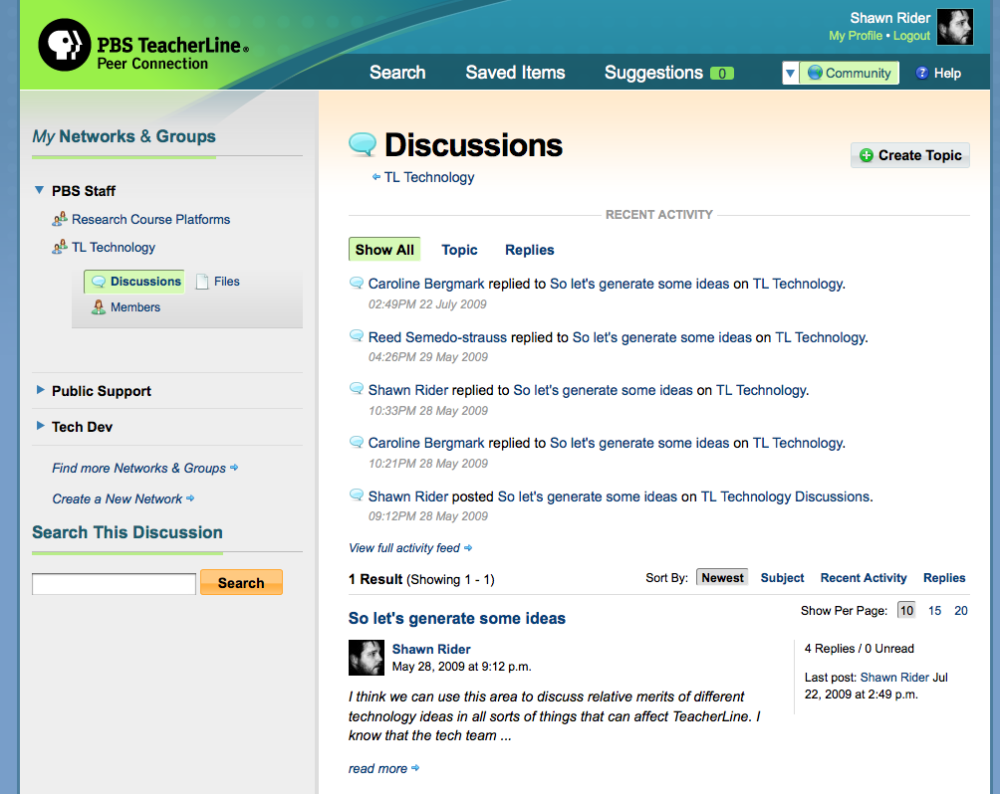 PBS TeacherLine®
Peer Connection
Shawn Rider
My Profile • Logout
Search Saved Items Suggestions 0 Community ? Help
My Networks & Groups
PBS Staff
Research Course Platforms
TL Technology
Discussions Files
Members
Public Support
Tech Dev
Find more Networks & Groups
Create a New Network
Search This Discussion
Search
Discussions
TL Technology
Create Topic
RECENT ACTIVITY
Show All Topic Replies
Caroline Bergmark replied to So let's generate some ideas on TL Technology.
02:49PM 22 July 2009
Reed Semedo-strauss replied to So let's generate some ideas on TL Technology.
04:26PM 29 May 2009
Shawn Rider replied to So let's generate some ideas on TL Technology.
10:33PM 28 May 2009
Caroline Bergmark replied to So let's generate some ideas on TL Technology.
10:21PM 28 May 2009
Shawn Rider posted So let's generate some ideas on TL Technology Discussions.
09:12PM 28 May 2009
View full activity feed
1 Result (Showing 1 - 1) Sort By: Newest Subject Recent Activity Replies
Show Per Page: 10 15 20
So let's generate some ideas
Shawn Rider
May 28, 2009 at 9:12 p.m.
I think we can use this area to discuss relative merits of different
technology ideas in all sorts of things that can affect TeacherLine. I
know that the tech team ...
read more
4 Replies / 0 Unread
Last post: Shawn Rider Jul
22, 2009 at 2:49 p.m.